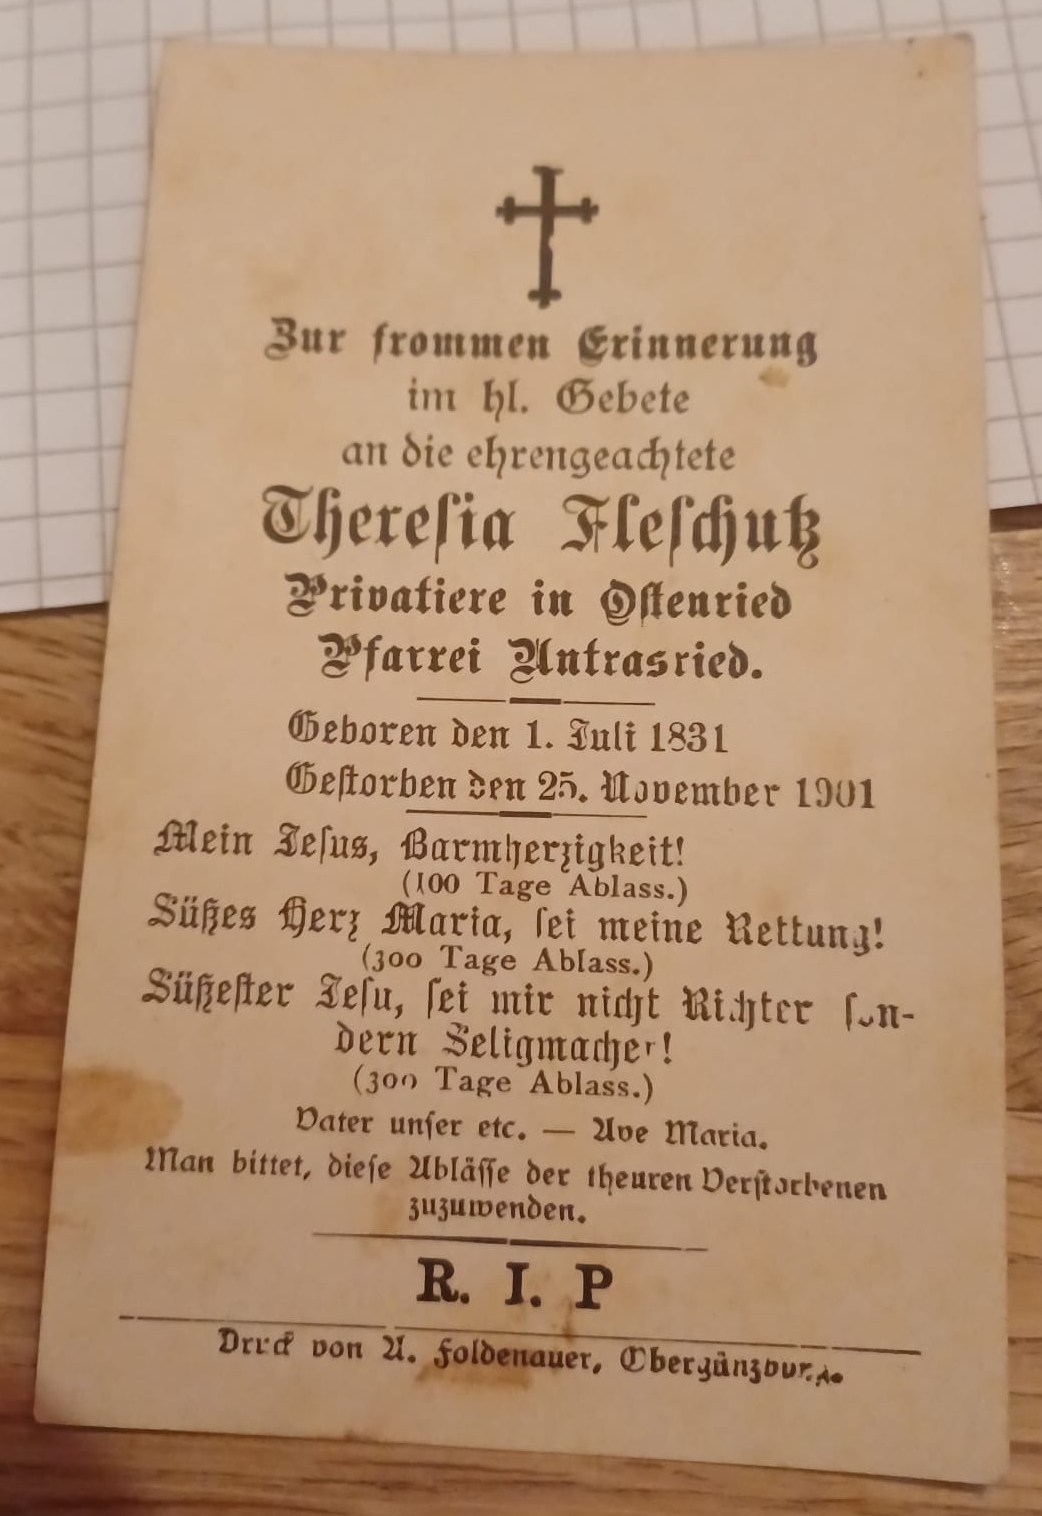 Zur frommen Erinnerung
im hl. Gebete
an die ehrengeachtete
Theresia Fleschutz
Privatiere in Ostenried
Pfarrei Untrasried.
Geboren den 1. Juli 1831
Gestorben den 25. November 1901
Mein Jesus, Barmherzigkeit!
(100 Tage Ablass.)
Süßes Herz Maria, sei meine Rettung!
(300 Tage Ablass.)
Süßester Jesu, sei mir nicht Richter son-
dern Seligmacher!
(300 Tage Ablass.)
Vater unser etc. — Ave Maria.
Man bittet, diese Ablässe der theuren Verstorbenen
zuzuwenden.
R. I. P
Druck von A. Foldenauer, Obergünzburg.